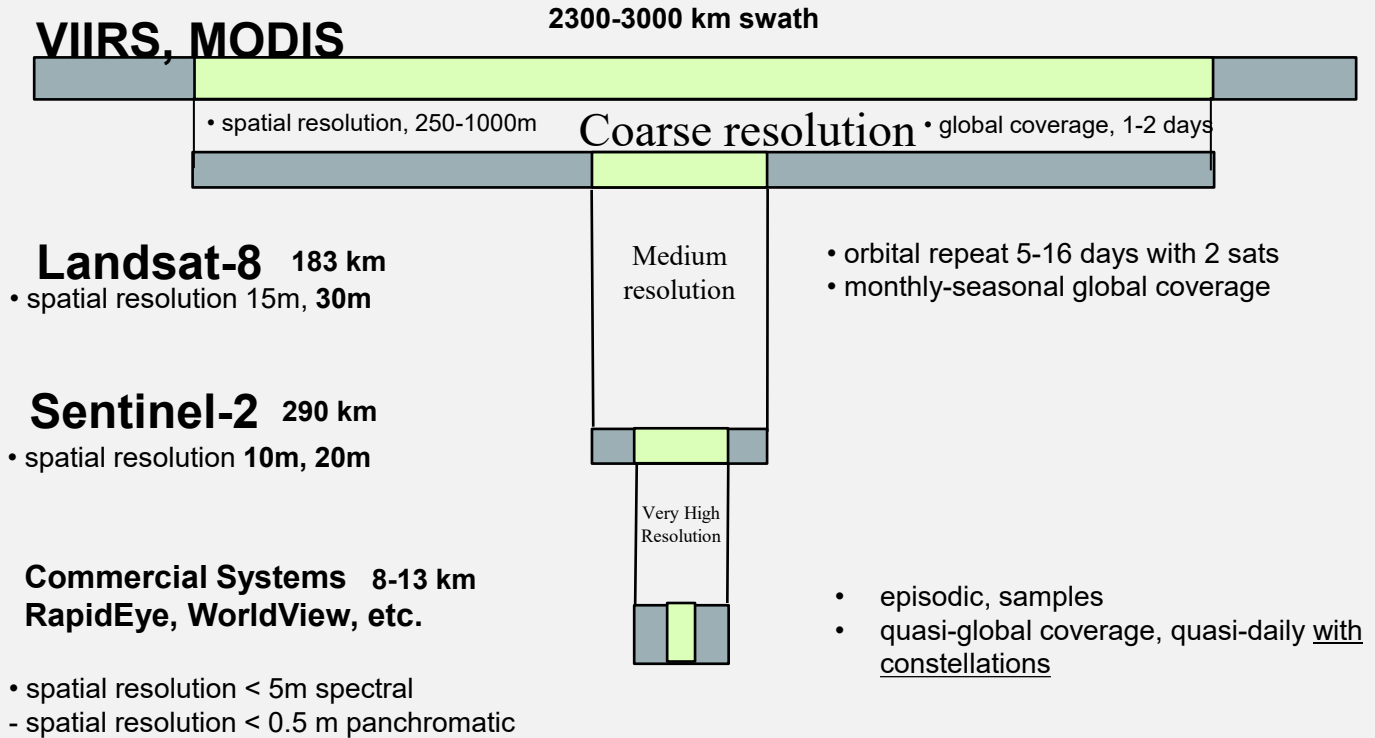 2300-3000 km swath
VIIRS, MODIS
• spatial resolution, 250-1000m
Coarse resolution
• global coverage, 1-2 days
Landsat-8 183 km
• spatial resolution 15m, 30m
Medium
resolution
• orbital repeat 5-16 days with 2 sats
• monthly-seasonal global coverage
Sentinel-2 290 km
• spatial resolution 10m, 20m
Very High
Resolution
Commercial Systems 8-13 km
RapidEye, WorldView, etc.
• episodic, samples
• quasi-global coverage, quasi-daily with
constellations
• spatial resolution < 5m spectral
- spatial resolution < 0.5 m panchromatic